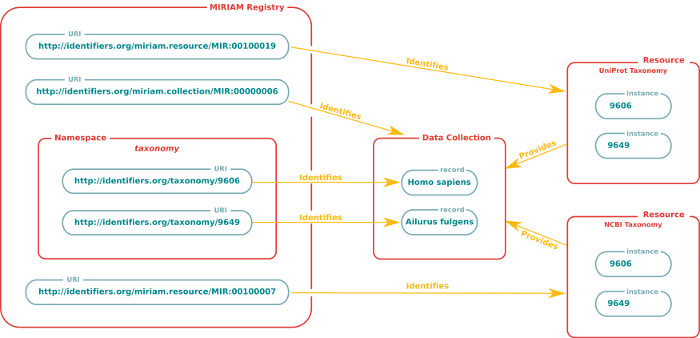 MIRIAM Registry
URI
http://identifiers.org/miriam.resource/MIR:00100019
Identifies
Resource
UniProt Taxonomy
instance
9606
instance
9649
URI
http://identifiers.org/miriam.collection/MIR:00000006
Identifies
Provides
Namespace
taxonomy
URI
http://identifiers.org/taxonomy/9606
Identifies
URI
http://identifiers.org/taxonomy/9649
Identifies
Data Collection
record
Homo sapiens
record
Ailurus fulgens
Provides
Resource
NCBI Taxonomy
instance
9606
instance
9649
URI
http://identifiers.org/miriam.resource/MIR:00100007
Identifies